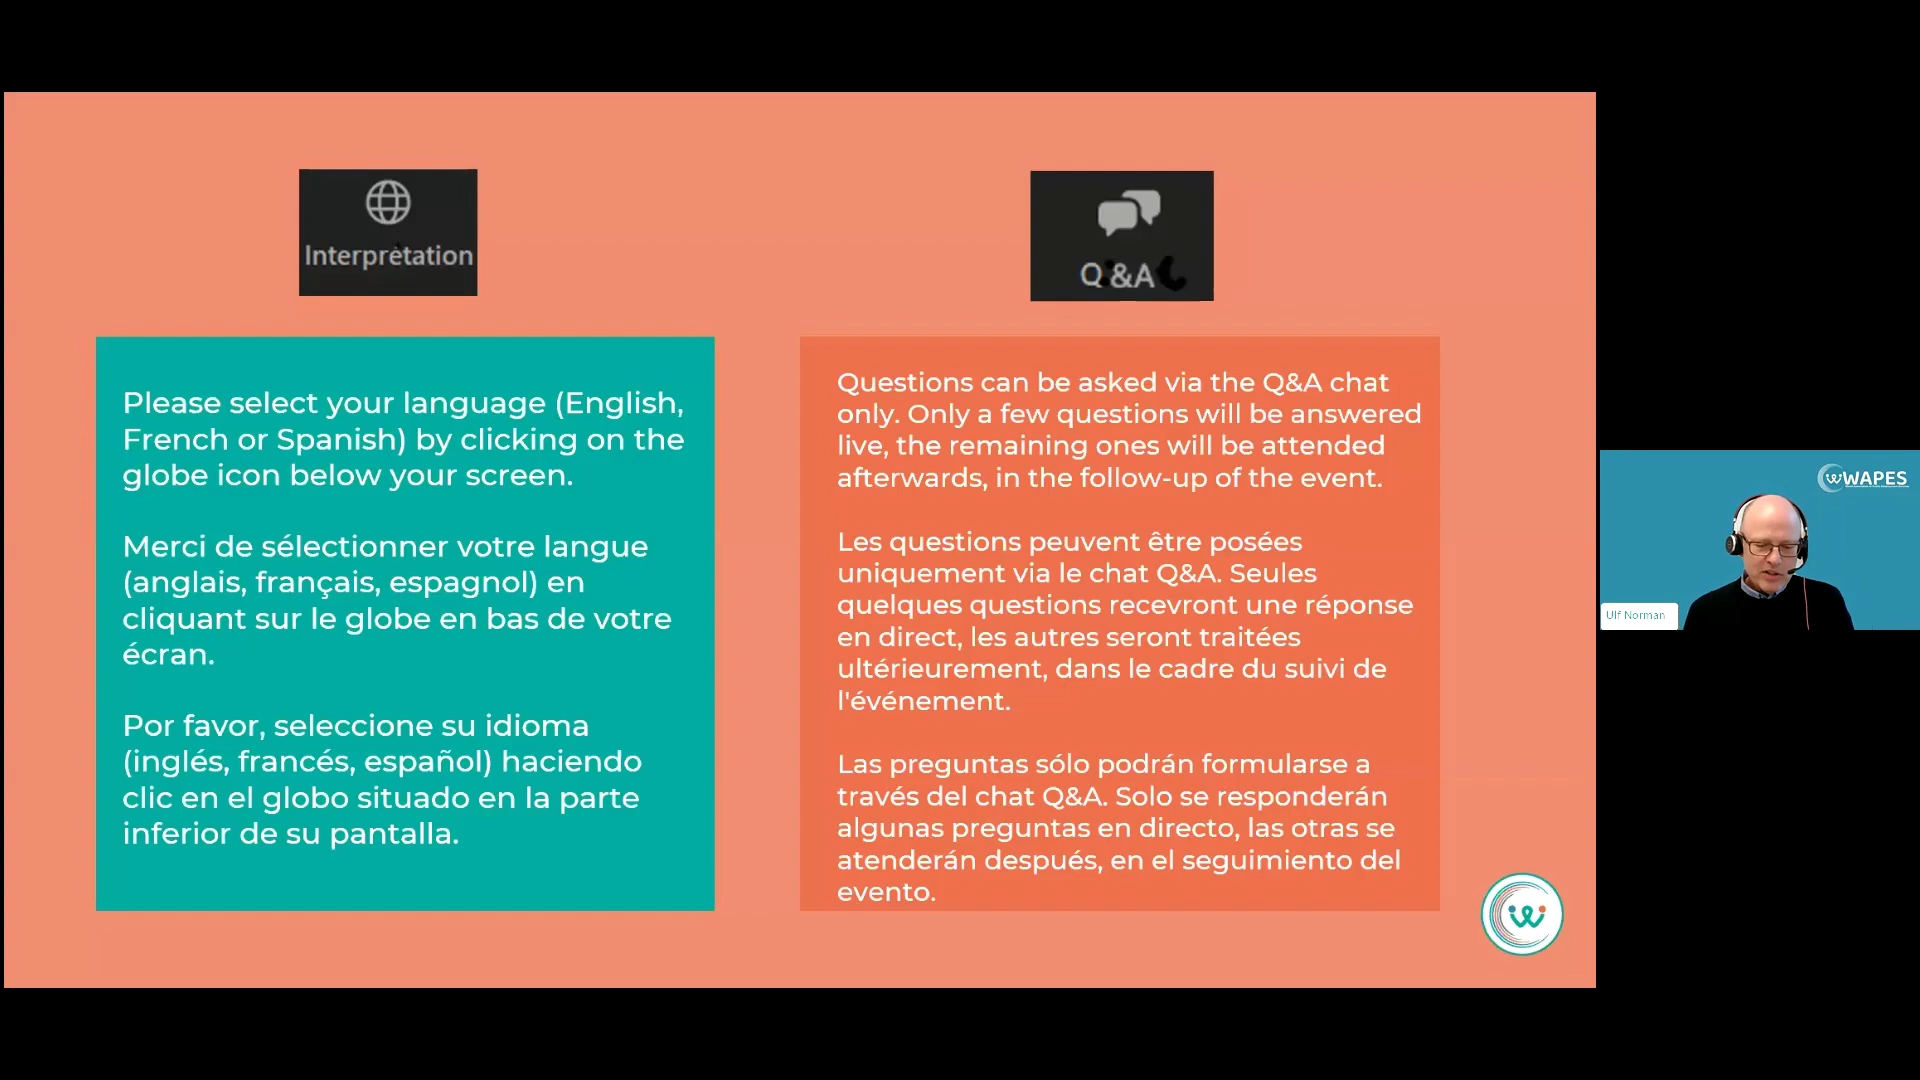 Interpretation
Please select your language (English,
French or Spanish) by clicking on the
globe icon below your screen.
Merci de sélectionner votre langue
(anglais, français, espagnol) en
cliquant sur le globe en bas de votre
écran.
Por favor, seleccione su idioma
(inglés, francés, español) haciendo
clic en el globo situado en la parte
inferior de su pantalla.
Q&A
Questions can be asked via the Q&A chat
only. Only a few questions will be answered
live, the remaining ones will be attended
afterwards, in the follow-up of the event.
Les questions peuvent être posées
uniquement via le chat Q&A. Seules
quelques questions recevront une réponse
en direct, les autres seront traitées
ultérieurement, dans le cadre du suivi de
l'événement.
Las preguntas sólo podrán formularse a
través del chat Q&A. Solo se responderán
algunas preguntas en directo, las otras se
atenderán después, en el seguimiento del
evento.
WAPES
Ulf Norman